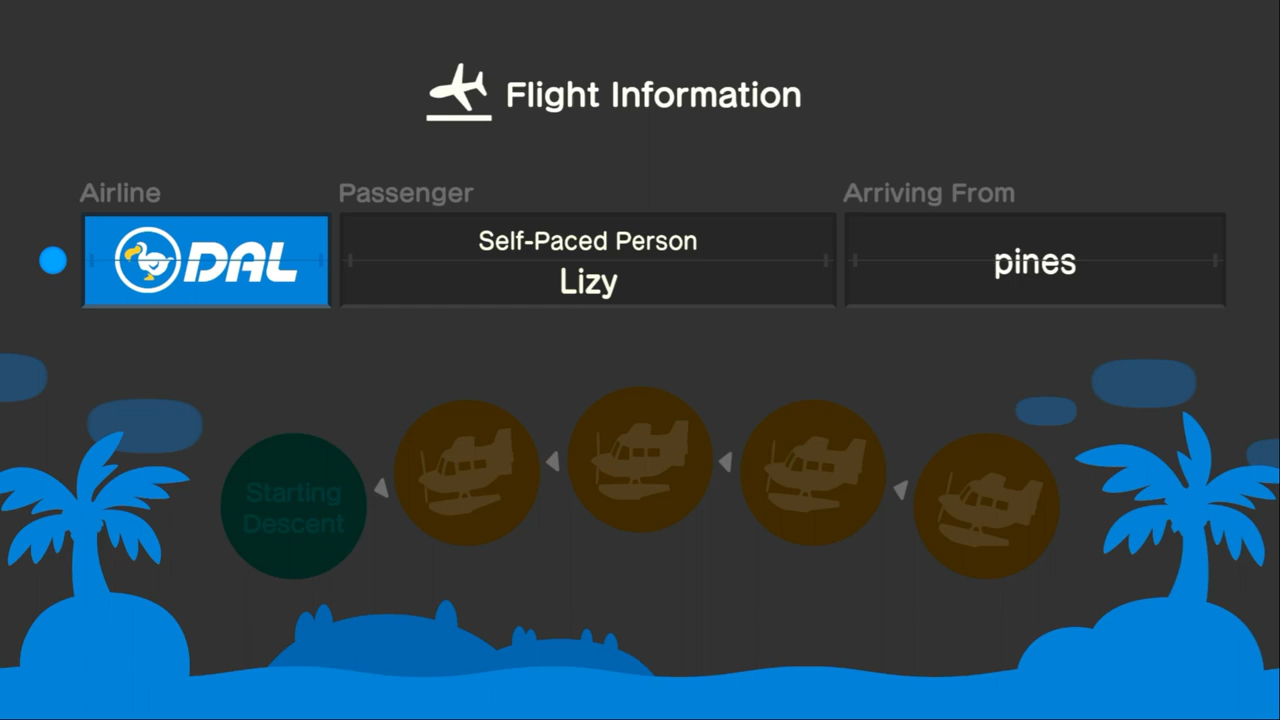 Flight Information
Airline
Passenger
Arriving From
DAL
Self-Paced Person
Lizy
pines
Starting
Descent